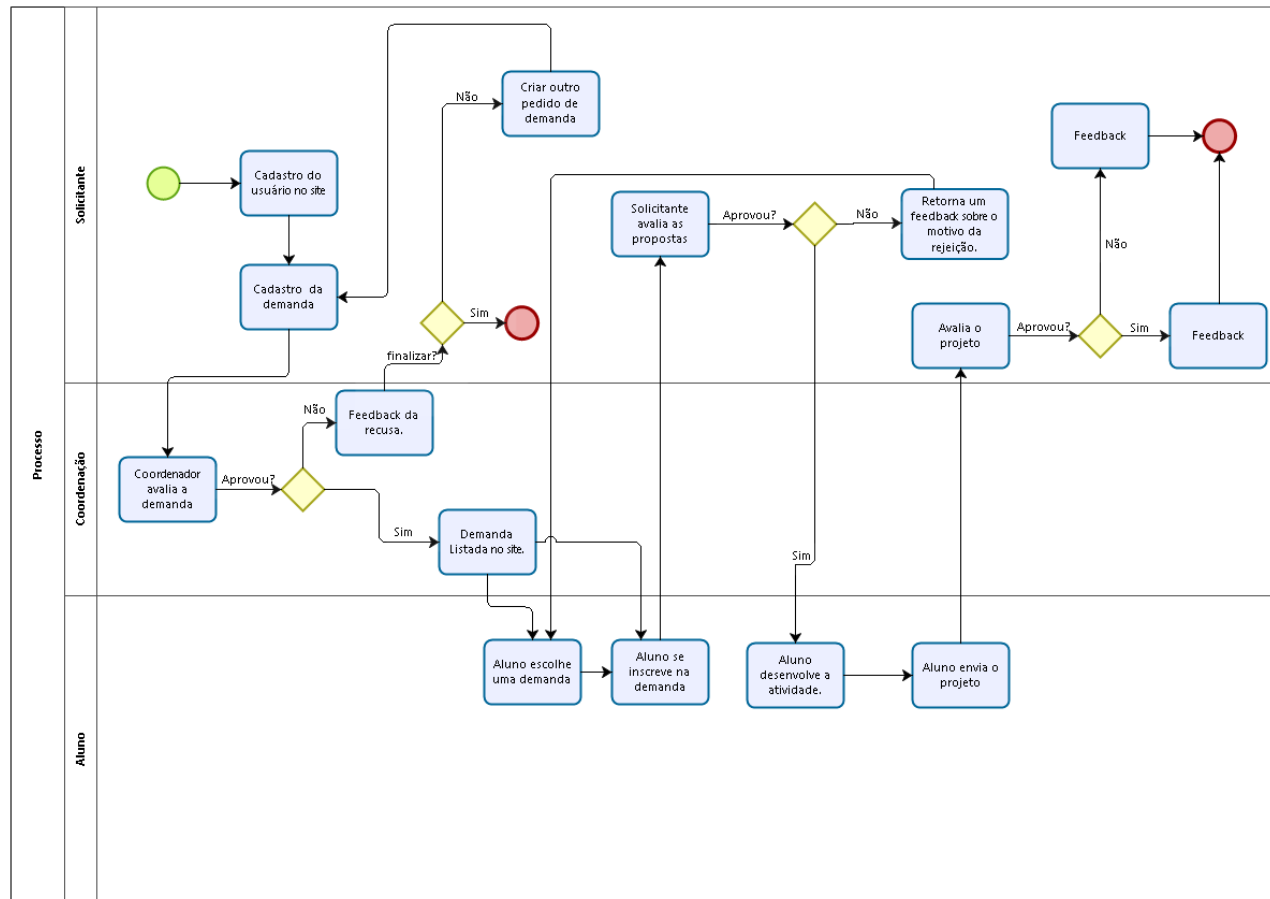 Processo
Solicitante
Cadastro do
usuário no site
Cadastro da
demanda
Criar outro
pedido de
demanda
Não
Sim
finalizar?
Solicitante
avalia as
propostas
Aprovou?
Não
Retorna um
feedback sobre o
motivo da
rejeição.
Sim
Avalia o
projeto
Aprovou?
Não
Sim
Feedback
Feedback
Coordenação
Coordenador
avalia a
demanda
Aprovou?
Não
Feedback da
recusa.
Sim
Demanda
Listada no site.
Aluno
Aluno escolhe
uma demanda
Aluno se
inscreve na
demanda
Aluno
desenvolve a
atividade.
Aluno envia o
projeto